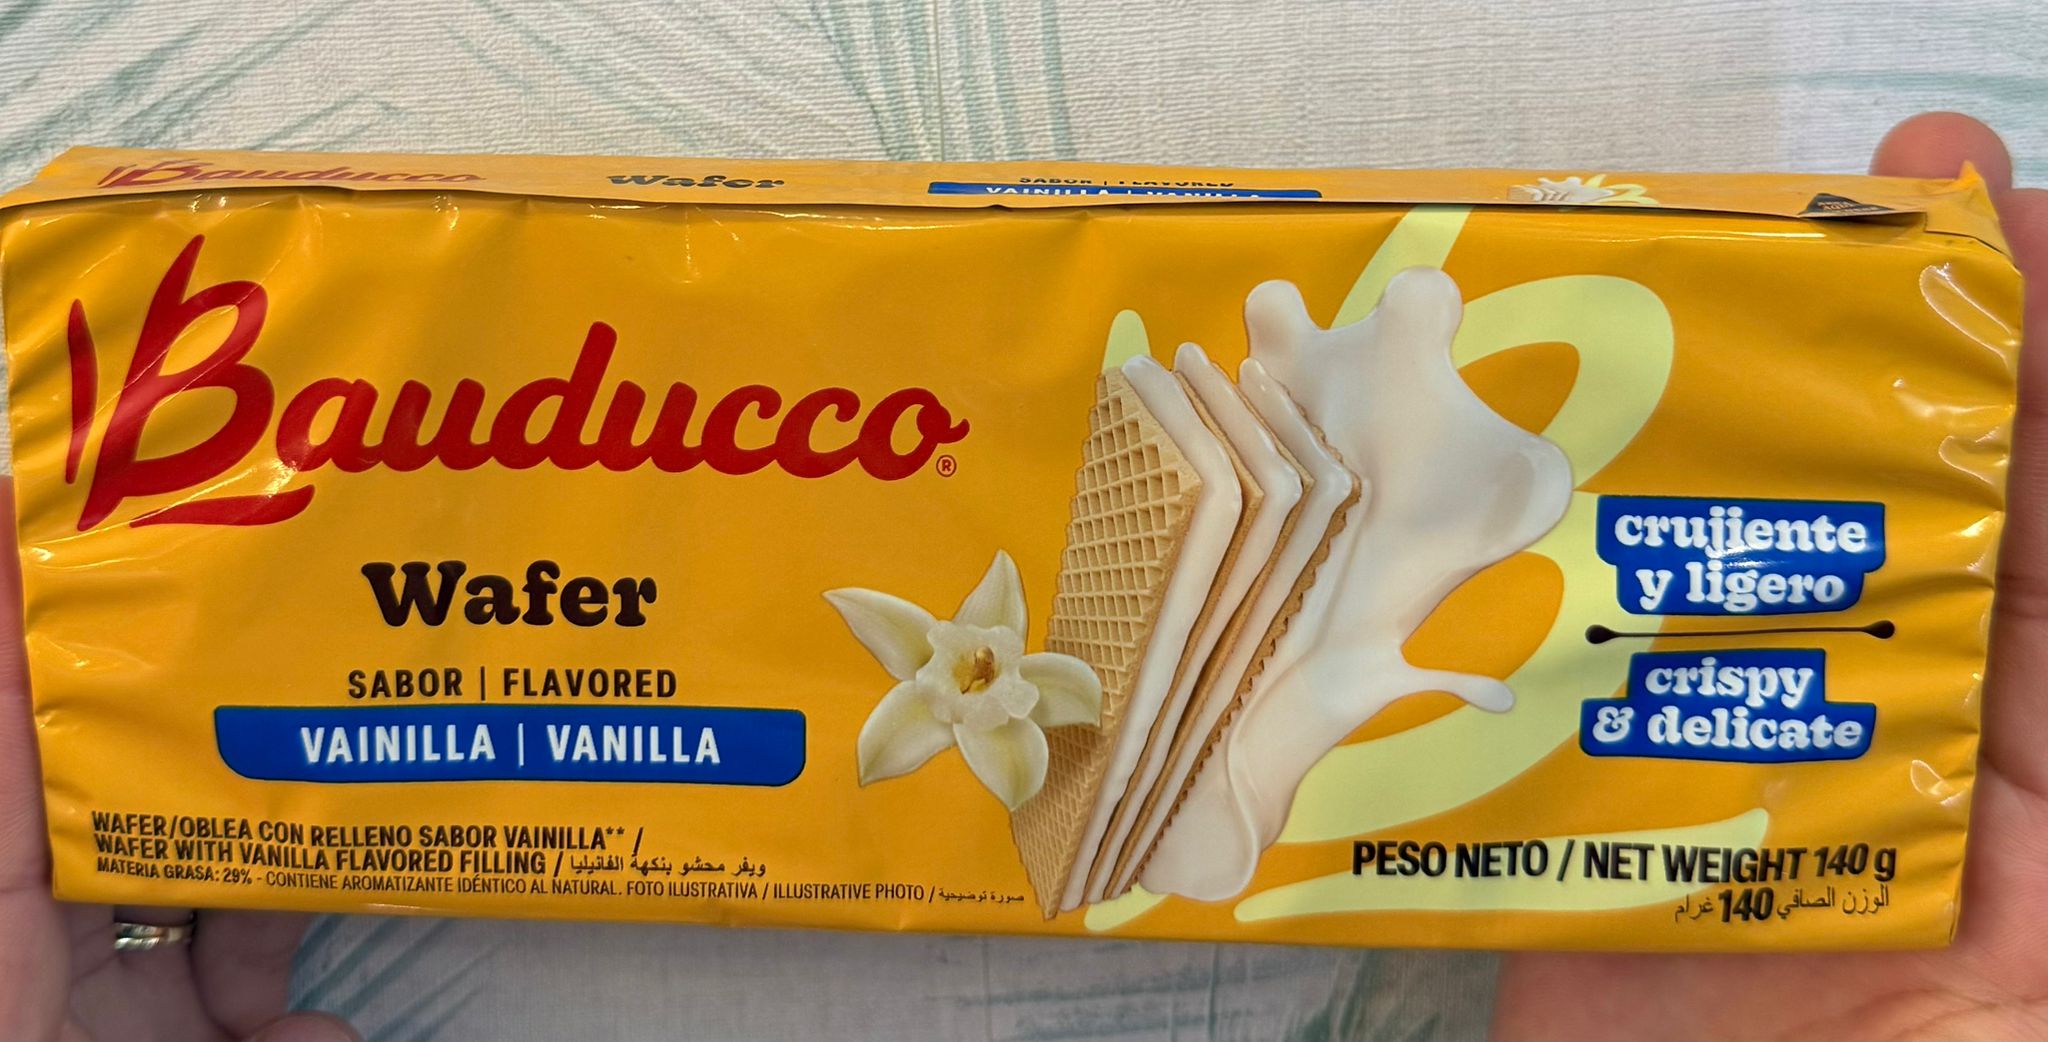 Bauducco Wafer SABOR | FLAVORED
VAINILLA | VANILLA
Bauducco®
Wafer
SABOR | FLAVORED
VAINILLA | VANILLA
WAFER/OBLEA CON RELLENO SABOR VAINILLA** /
WAFER WITH VANILLA FLAVORED FILLING / ويفر محشو بنكهة الفانيليا
MATERIA GRASA: 29% - CONTIENE AROMATIZANTE IDÉNTICO AL NATURAL. FOTO ILUSTRATIVA / ILLUSTRATIVE PHOTO / صورة توضيحية
crujiente
y ligero
crispy
& delicate
PESO NETO / NET WEIGHT 140 g
الوزن الصافي 140 غرام